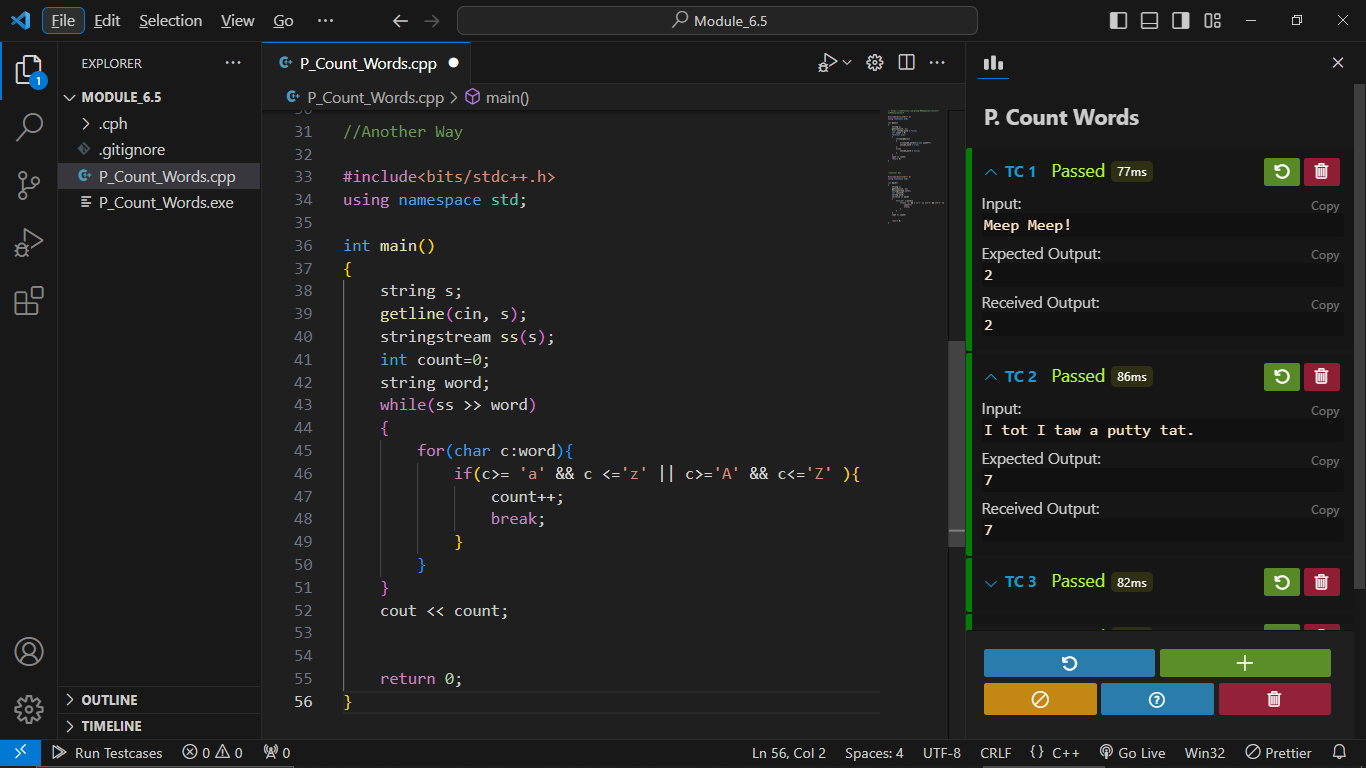 File Edit Selection View Go ··· Module_6.5
EXPLORER ···
MODULE_6.5
.cph
.gitignore
P_Count_Words.cpp
P_Count_Words.exe
OUTLINE
TIMELINE
1
P_Count_Words.cpp
P_Count_Words.cpp > main()
31 //Another Way
32
33 #include<bits/stdc++.h>
34 using namespace std;
35
36 int main()
37 {
38     string s;
39     getline(cin, s);
40     stringstream ss(s);
41     int count=0;
42     string word;
43     while(ss >> word)
44     {
45         for(char c:word){
46             if(c>= 'a' && c <='z' || c>='A' && c<='Z' ){
47                 count++;
48                 break;
49             }
50         }
51     }
52     cout << count;
53
54
55     return 0;
56 }
P. Count Words
TC 1 Passed 77ms
Input: Copy
Meep Meep!
Expected Output: Copy
2
Received Output: Copy
2
TC 2 Passed 86ms
Input: Copy
I tot I taw a putty tat.
Expected Output: Copy
7
Received Output: Copy
7
TC 3 Passed 82ms
Run Testcases 0 0 0 Ln 56, Col 2 Spaces: 4 UTF-8 CRLF {} C++ Go Live Win32 Prettier